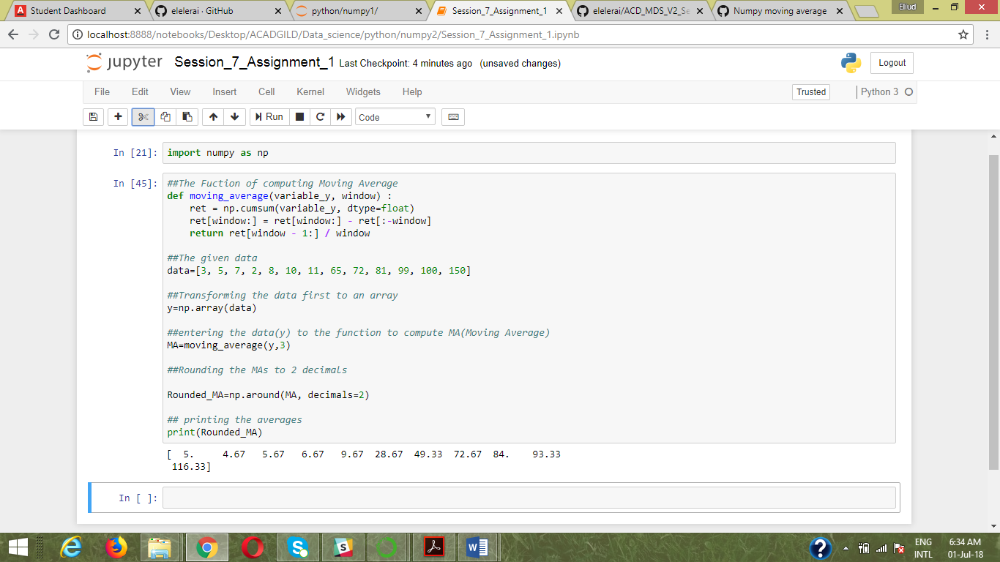 Student Dashboard
elelerai · GitHub
python/numpy1/
Session_7_Assignment_1
elelerai/ACD_MDS_V2_Se
Numpy moving average
Eliud
localhost:8888/notebooks/Desktop/ACADGILD/Data_science/python/numpy2/Session_7_Assignment_1.ipynb
jupyter Session_7_Assignment_1 Last Checkpoint: 4 minutes ago (unsaved changes)
Logout
File Edit View Insert Cell Kernel Widgets Help
Trusted
Python 3
Run
Code
In [21]: import numpy as np
In [45]: ##The Fuction of computing Moving Average
def moving_average(variable_y, window) :
    ret = np.cumsum(variable_y, dtype=float)
    ret[window:] = ret[window:] - ret[:-window]
    return ret[window - 1:] / window
##The given data
data=[3, 5, 7, 2, 8, 10, 11, 65, 72, 81, 99, 100, 150]
##Transforming the data first to an array
y=np.array(data)
##entering the data(y) to the function to compute MA(Moving Average)
MA=moving_average(y,3)
##Rounding the MAs to 2 decimals
Rounded_MA=np.around(MA, decimals=2)
## printing the averages
print(Rounded_MA)
[  5.     4.67   5.67   6.67   9.67  28.67  49.33  72.67  84.    93.33
 116.33]
In [ ]:
ENG
INTL
6:34 AM
01-Jul-18